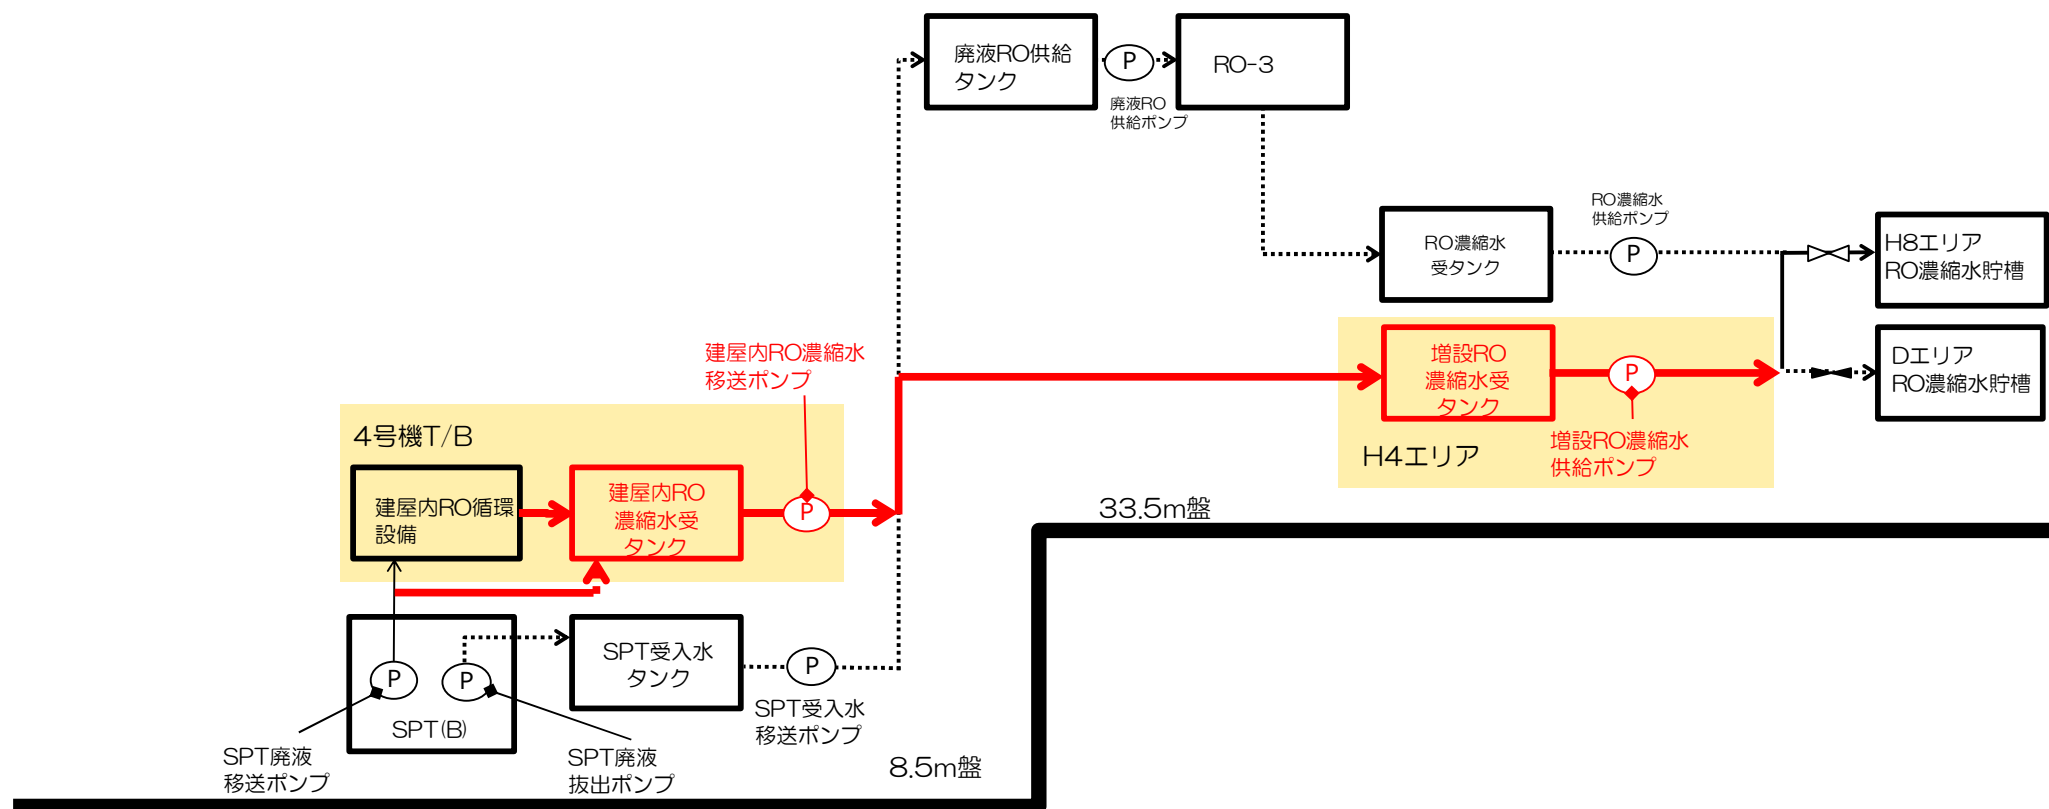 廃液RO供給
タンク
P
廃液RO
供給ポンプ
RO-3
RO濃縮水
受タンク
RO濃縮水
供給ポンプ
P
H8エリア
RO濃縮水貯槽
Dエリア
RO濃縮水貯槽
増設RO
濃縮水受
タンク
P
増設RO濃縮水
供給ポンプ
H4エリア
建屋内RO濃縮水
移送ポンプ
4号機T/B
建屋内RO循環
設備
建屋内RO
濃縮水受
タンク
P
33.5m盤
P
P
SPT(B)
SPT受入水
タンク
P
SPT受入水
移送ポンプ
SPT廃液
移送ポンプ
SPT廃液
抜出ポンプ
8.5m盤